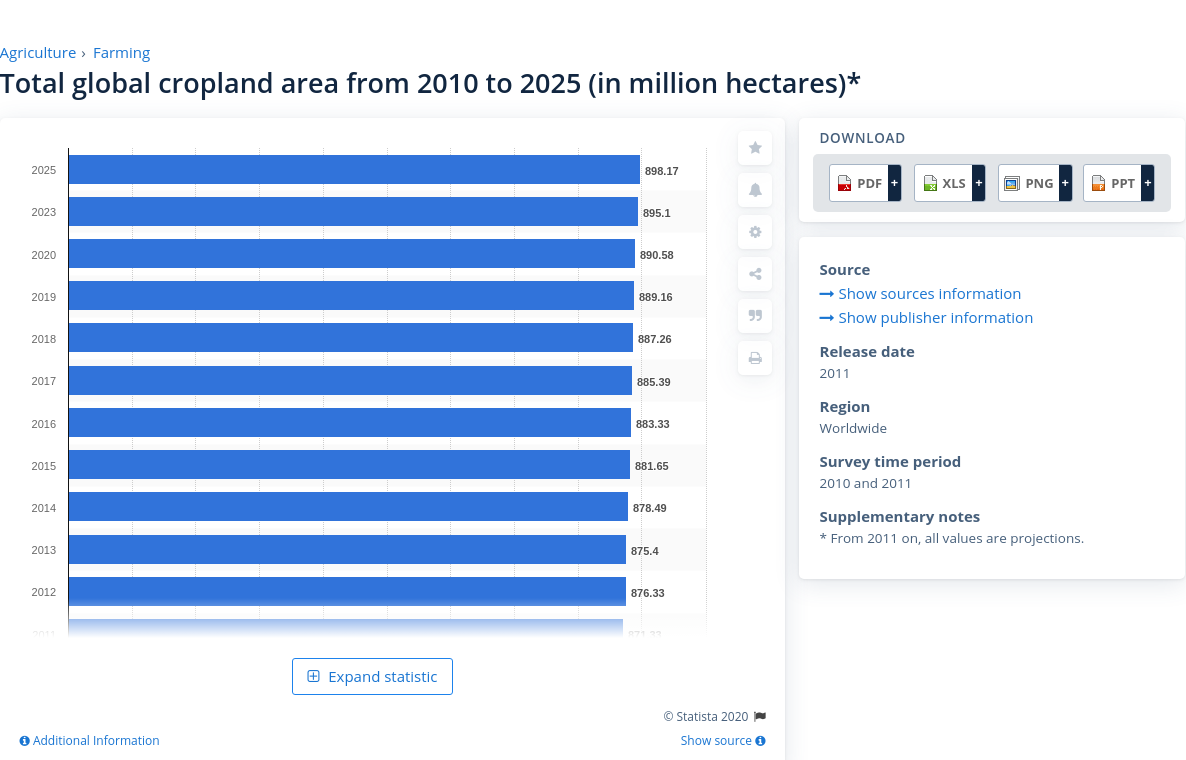 Agriculture › Farming
Total global cropland area from 2010 to 2025 (in million hectares)*
2025 898.17
2023 895.1
2020 890.58
2019 889.16
2018 887.26
2017 885.39
2016 883.33
2015 881.65
2014 878.49
2013 875.4
2012 876.33
2011
Expand statistic
© Statista 2020
Additional Information
Show source
DOWNLOAD
PDF + XLS + PNG + PPT +
Source
Show sources information
Show publisher information
Release date
2011
Region
Worldwide
Survey time period
2010 and 2011
Supplementary notes
* From 2011 on, all values are projections.